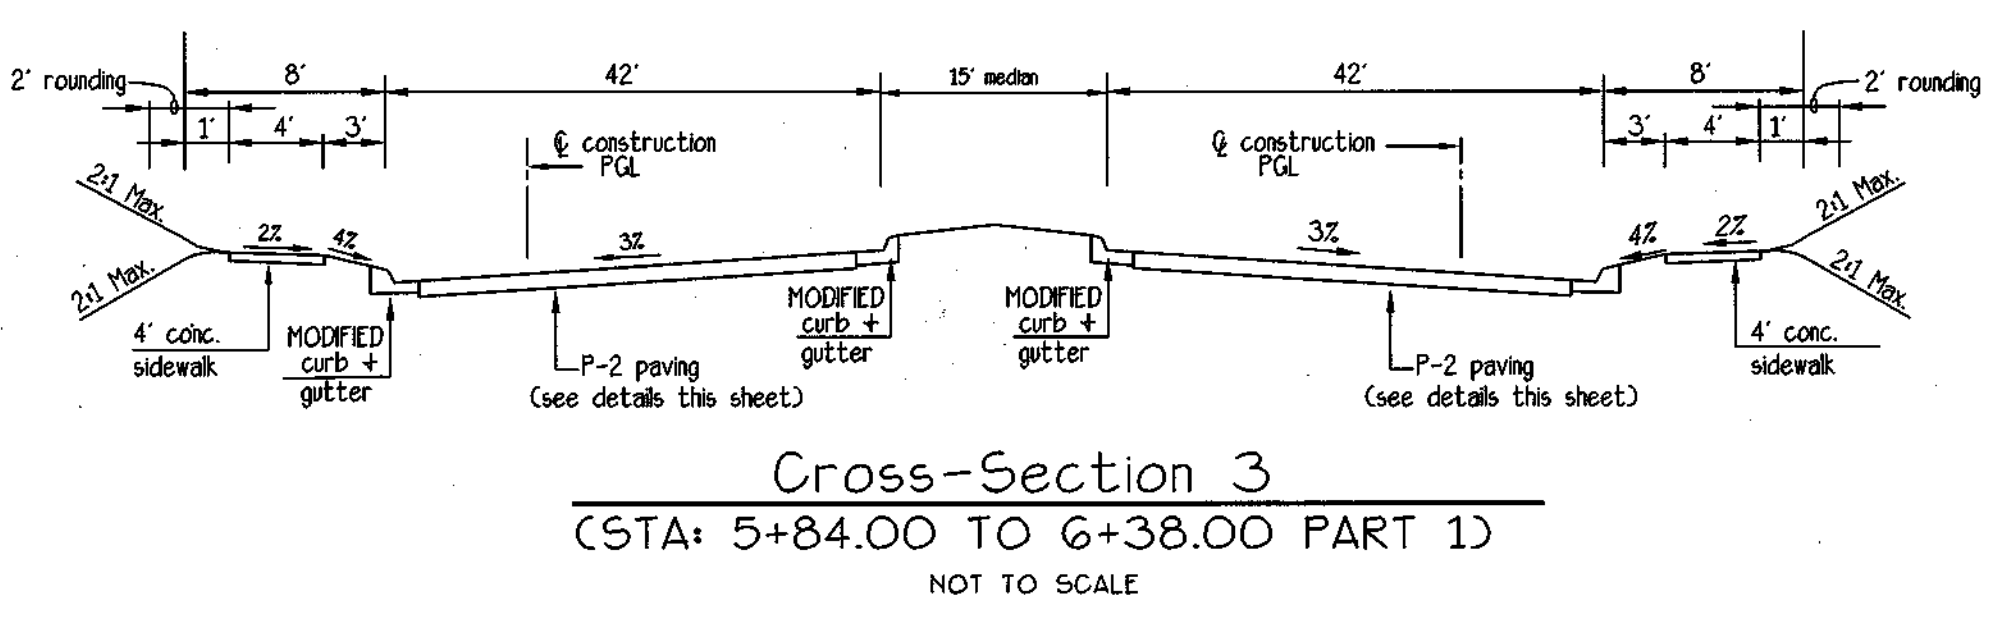 2' rounding
8'
42'
15' median
42'
8'
2' rounding
1'
4'
3'
℄ construction
PGL
℄ construction
PGL
3'
4'
1'
2:1 Max.
2%
4%
3%
3%
4%
2%
2:1 Max.
2:1 Max.
2:1 Max.
4' conc.
sidewalk
MODIFIED
curb +
gutter
P-2 paving
(see details this sheet)
MODIFIED
curb +
gutter
MODIFIED
curb +
gutter
P-2 paving
(see details this sheet)
4' conc.
sidewalk
Cross-Section 3
(STA: 5+84.00 TO 6+38.00 PART 1)
NOT TO SCALE